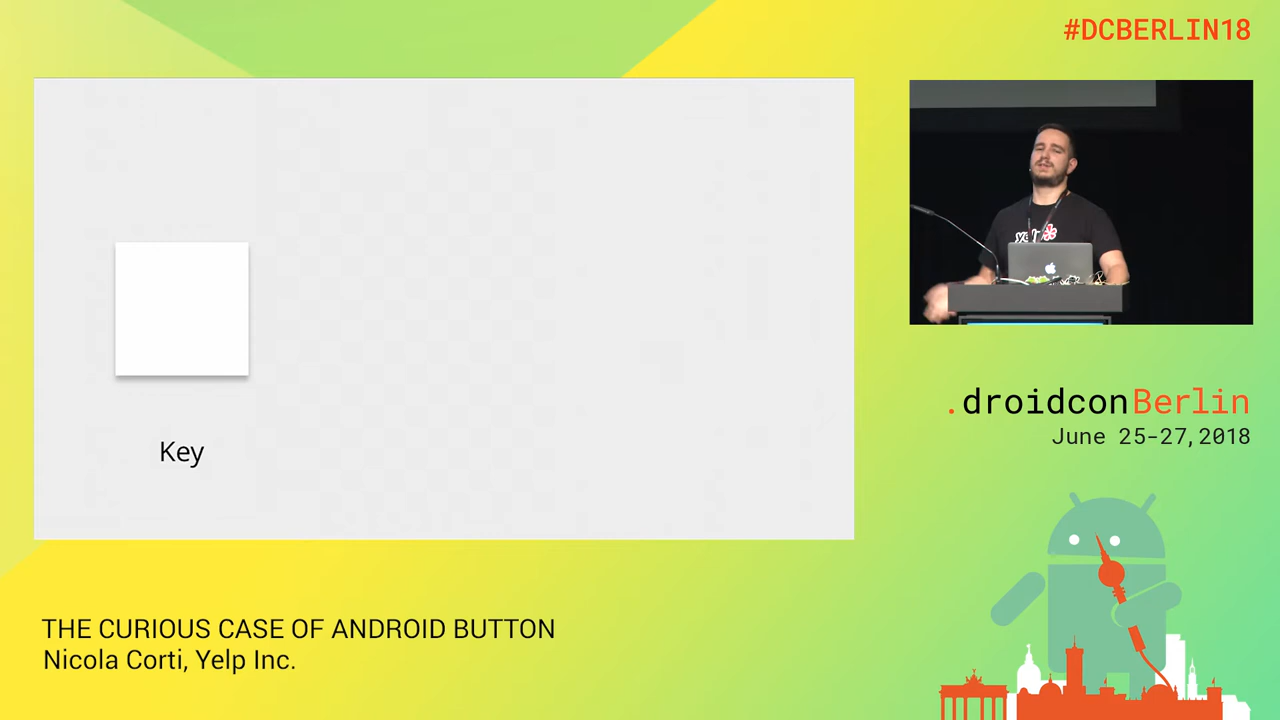 #DCBERLIN18
Key
.droidconBerlin
June 25-27,2018
THE CURIOUS CASE OF ANDROID BUTTON
Nicola Corti, Yelp Inc.